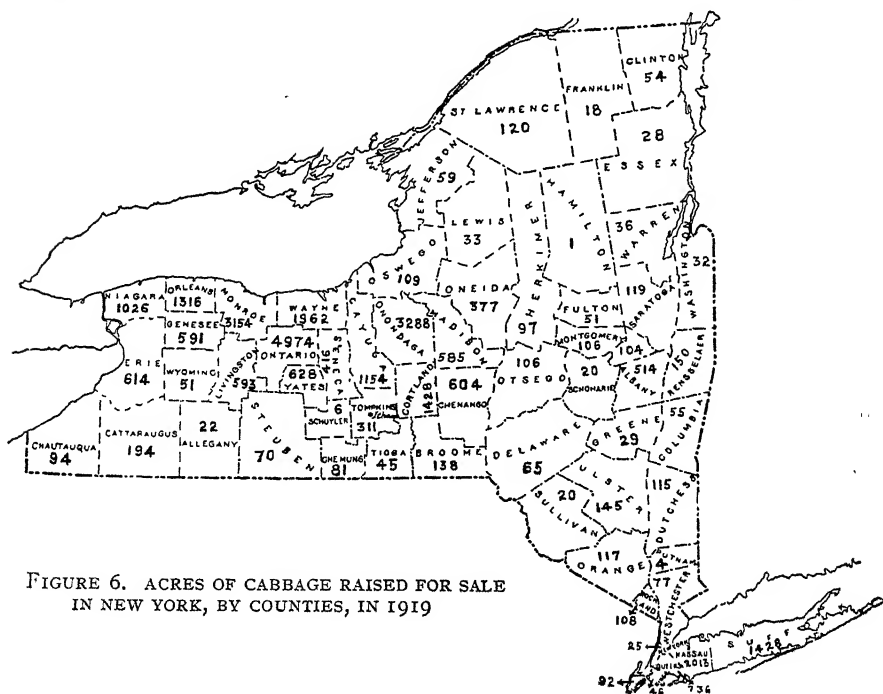 CLINTON
54
FRANKLIN
18
ST LAWRENCE
120
28
ESSEX
JEFFERSON
59
LEWIS
33
HERKIMER
97
HAMILTON
1
WARREN
36
WASHINGTON
32
OSWEGO
109
ONEIDA
377
119
SARATOGA
FULTON
51
MONTGOMERY
106
NIAGARA
1026
ORLEANS
1316
MONROE
3154
WAYNE
1962
CAYUGA
1154
ONONDAGA
3288
MADISON
585
GENESEE
591
ONTARIO
4974
SENECA
914
628
YATES
ERIE
614
WYOMING
51
LIVINGSTON
593
CORTLAND
1428
604
CHENANGO
106
OTSEGO
20
SCHOHARIE
104
514
ALBANY
150
RENSSELAER
6
SCHUYLER
TOMPKINS
311
CHAUTAUQUA
94
CATTARAUGUS
194
22
ALLEGANY
STEUBEN
70
CHEMUNG
81
TIOGA
45
BROOME
138
DELAWARE
65
GREENE
29
55
COLUMBIA
ULSTER
145
20
SULLIVAN
115
DUTCHESS
117
ORANGE
PUTNAM
4
77
WESTCHESTER
ROCKLAND
108
25
NASSAU
2013
SUFF
1428
QUEENS
92
46
736
FIGURE 6. ACRES OF CABBAGE RAISED FOR SALE
IN NEW YORK, BY COUNTIES, IN 1919